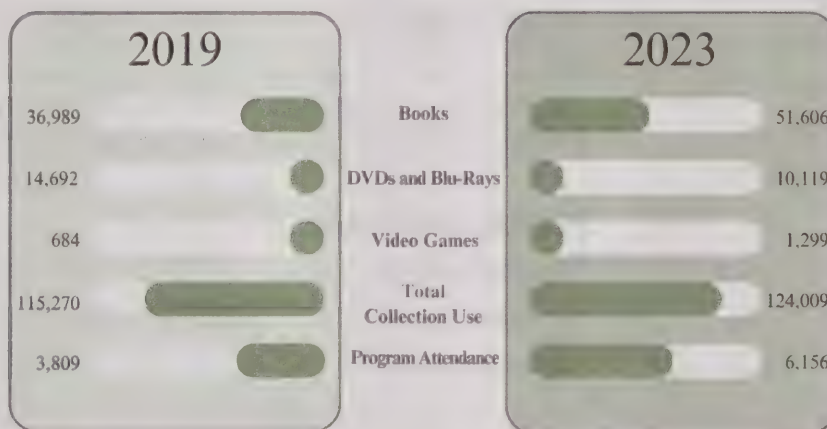 2019
2023
36,989 Books 51,606
14,692 DVDs and Blu-Rays 10,119
684 Video Games 1,299
115,270 Total Collection Use 124,009
3,809 Program Attendance 6,156